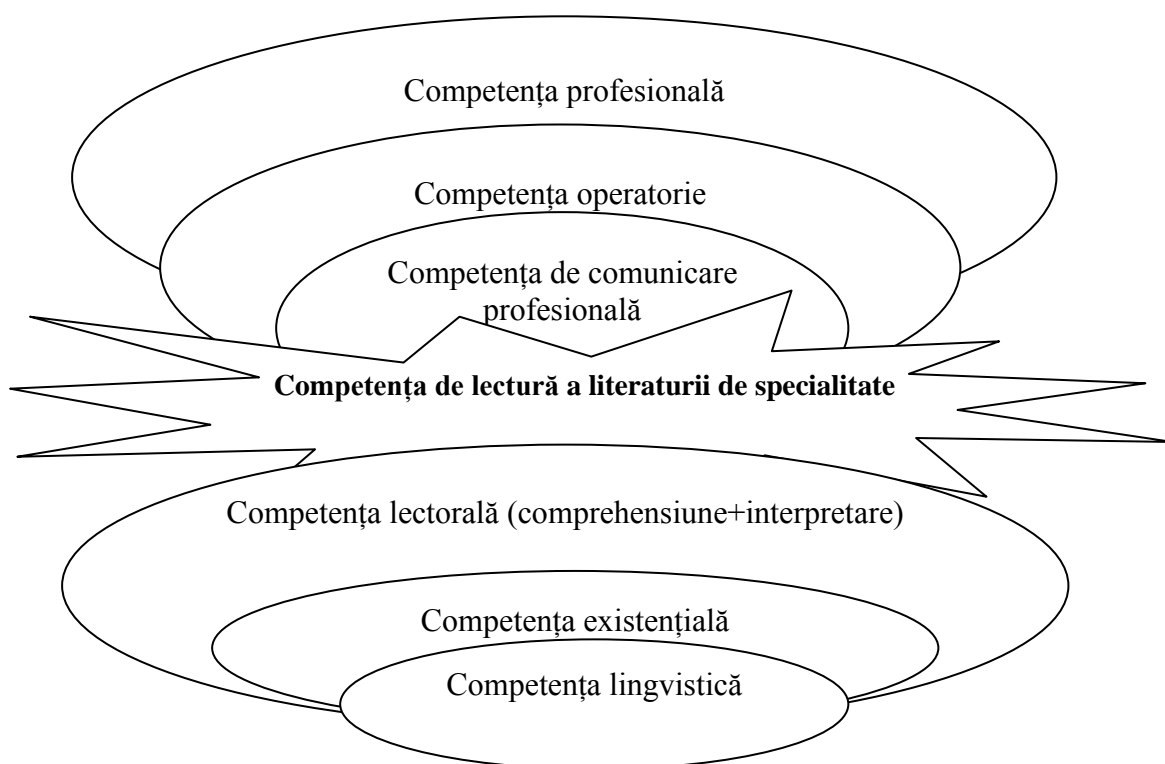 Competența profesională
Competența operatorie
Competența de comunicare
profesională
Competența de lectură a literaturii de specialitate
Competența lectorală (comprehensiune+interpretare)
Competența existențială
Competența lingvistică